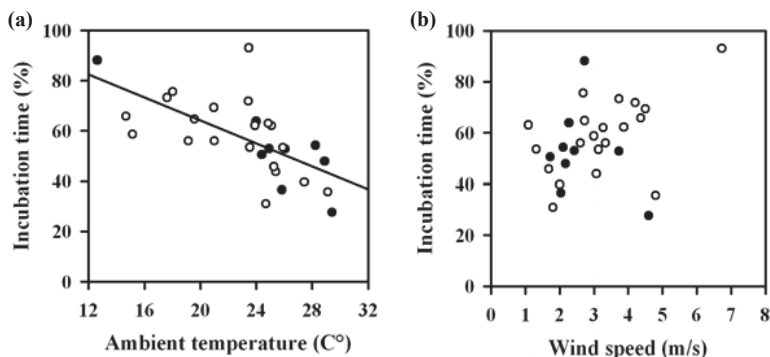 (a)
Incubation time (%)
100
80
60
40
20
0
12 16 20 24 28 32
Ambient temperature (C°)
(b)
Incubation time (%)
100
80
60
40
20
0
0 1 2 3 4 5 6 7 8
Wind speed (m/s)